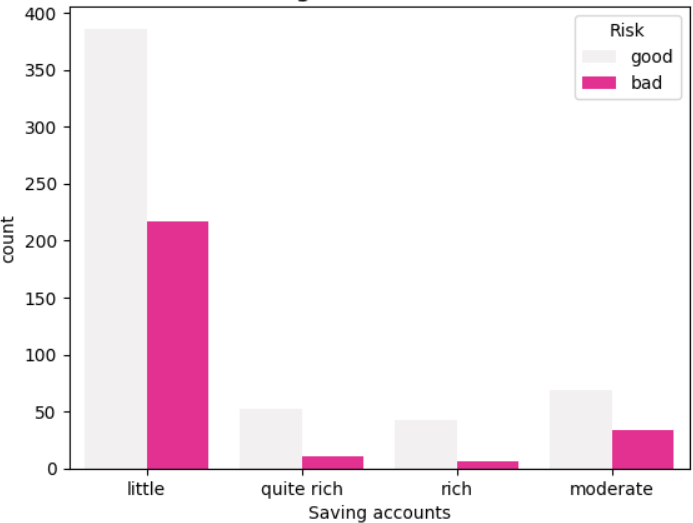 400
350
300
250
200
150
100
50
0
count
Risk
good
bad
little
quite rich
rich
moderate
Saving accounts